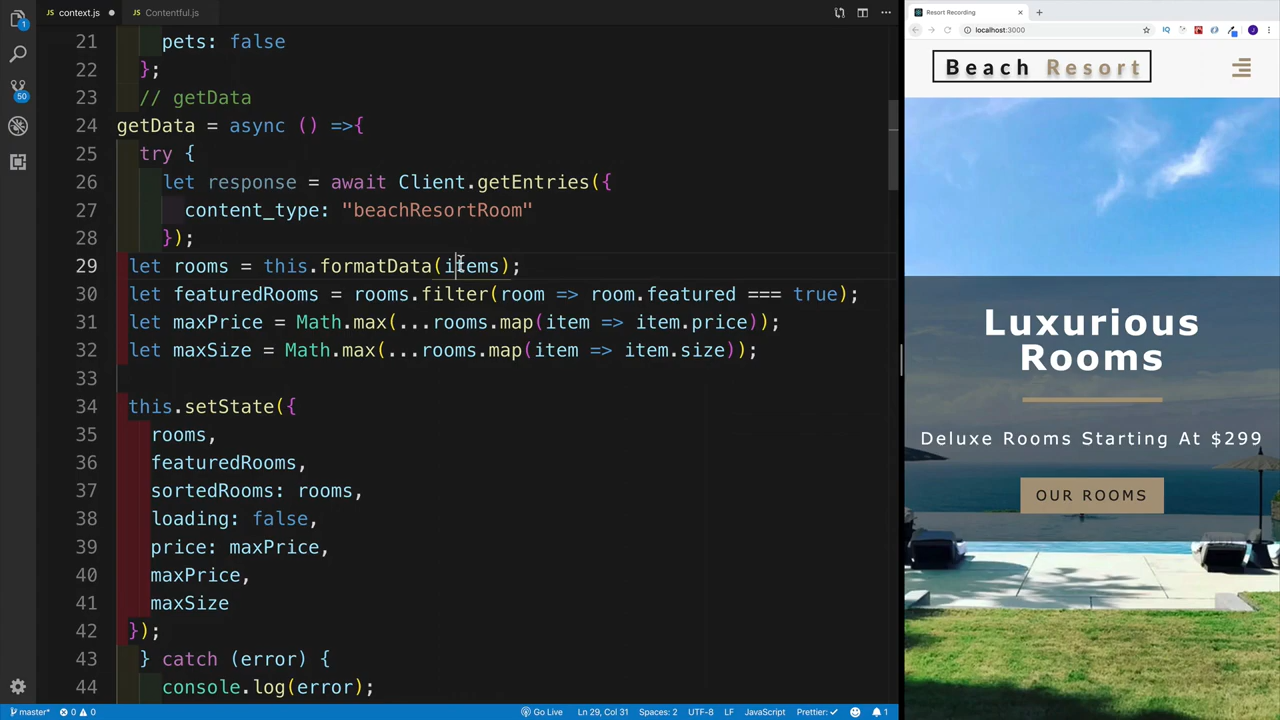 context.js
Contentful.js
21 pets: false
22 };
23 // getData
24 getData = async () =>{
25 try {
26 let response = await Client.getEntries({
27 content_type: "beachResortRoom"
28 });
29 let rooms = this.formatData(items);
30 let featuredRooms = rooms.filter(room => room.featured === true);
31 let maxPrice = Math.max(...rooms.map(item => item.price));
32 let maxSize = Math.max(...rooms.map(item => item.size));
33
34 this.setState({
35 rooms,
36 featuredRooms,
37 sortedRooms: rooms,
38 loading: false,
39 price: maxPrice,
40 maxPrice,
41 maxSize
42 });
43 } catch (error) {
44 console.log(error);
1
50
master*
0 0
Go Live
Ln 29, Col 31
Spaces: 2
UTF-8
LF
JavaScript
Prettier: ✓
1
Resort Recording
localhost:3000
IQ
J
Beach Resort
Luxurious
Rooms
Deluxe Rooms Starting At $299
OUR ROOMS